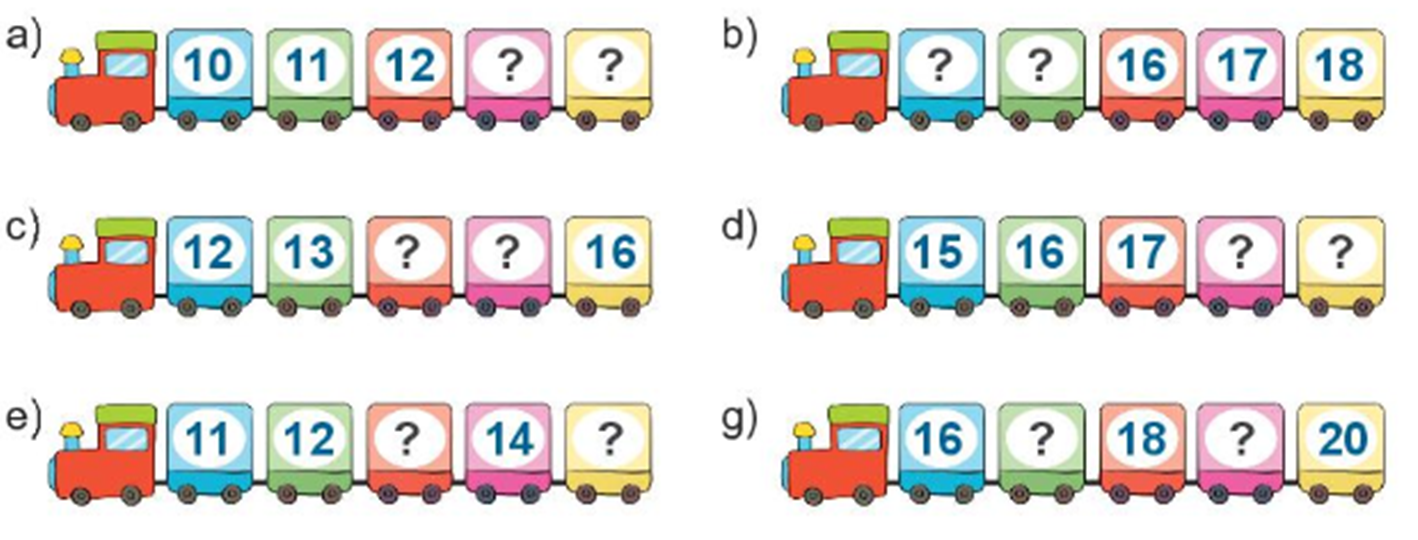 a) 10 11 12 ? ?
b) ? ? 16 17 18
c) 12 13 ? ? 16
d) 15 16 17 ? ?
e) 11 12 ? 14 ?
g) 16 ? 18 ? 20